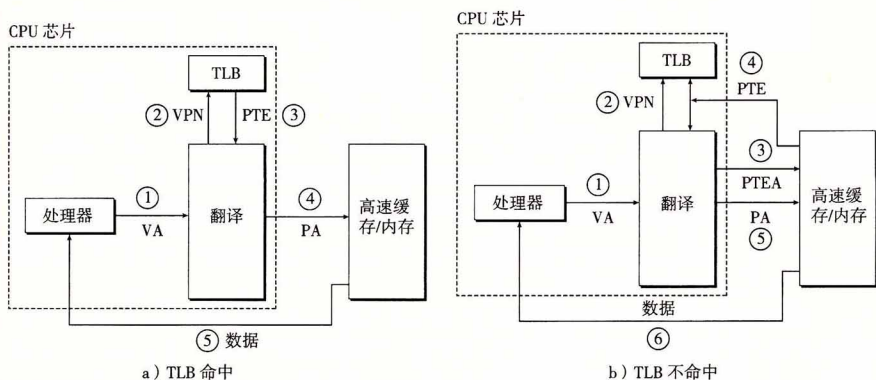 CPU 芯片
TLB
② VPN
PTE ③
处理器
①
VA
翻译
④
PA
高速缓
存/内存
⑤ 数据
a）TLB 命中
CPU 芯片
TLB
④
PTE
② VPN
处理器
①
VA
翻译
③
PTEA
PA
⑤
高速缓
存/内存
数据
⑥
b）TLB 不命中